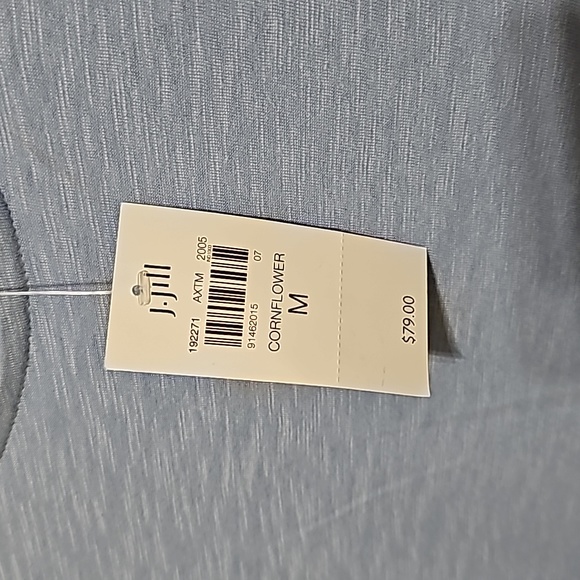 J.Jill
192271 AXTM 2005
91462015 07
CORNFLOWER
M
$79.00